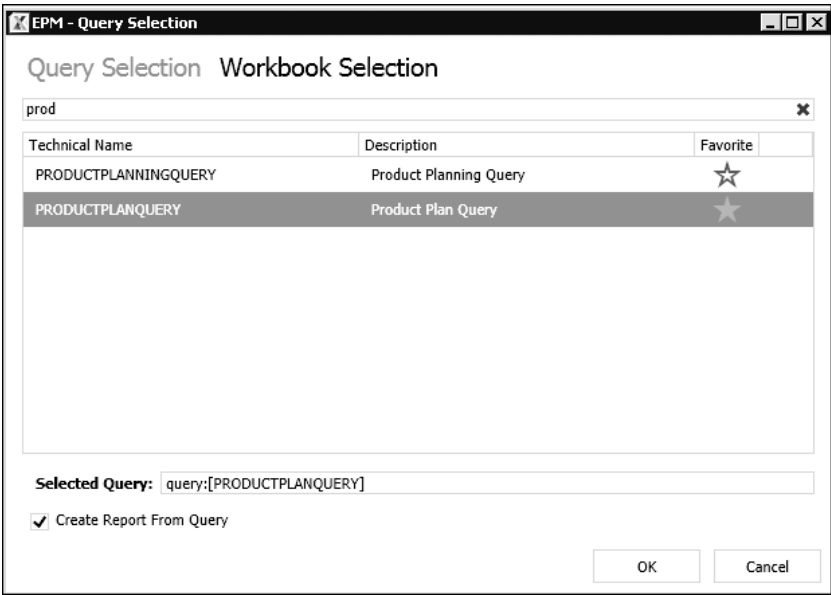 EPM - Query Selection
Query Selection Workbook Selection
prod
Technical Name Description Favorite
PRODUCTPLANNINGQUERY Product Planning Query
PRODUCTPLANQUERY Product Plan Query
Selected Query: query:[PRODUCTPLANQUERY]
Create Report From Query
OK Cancel